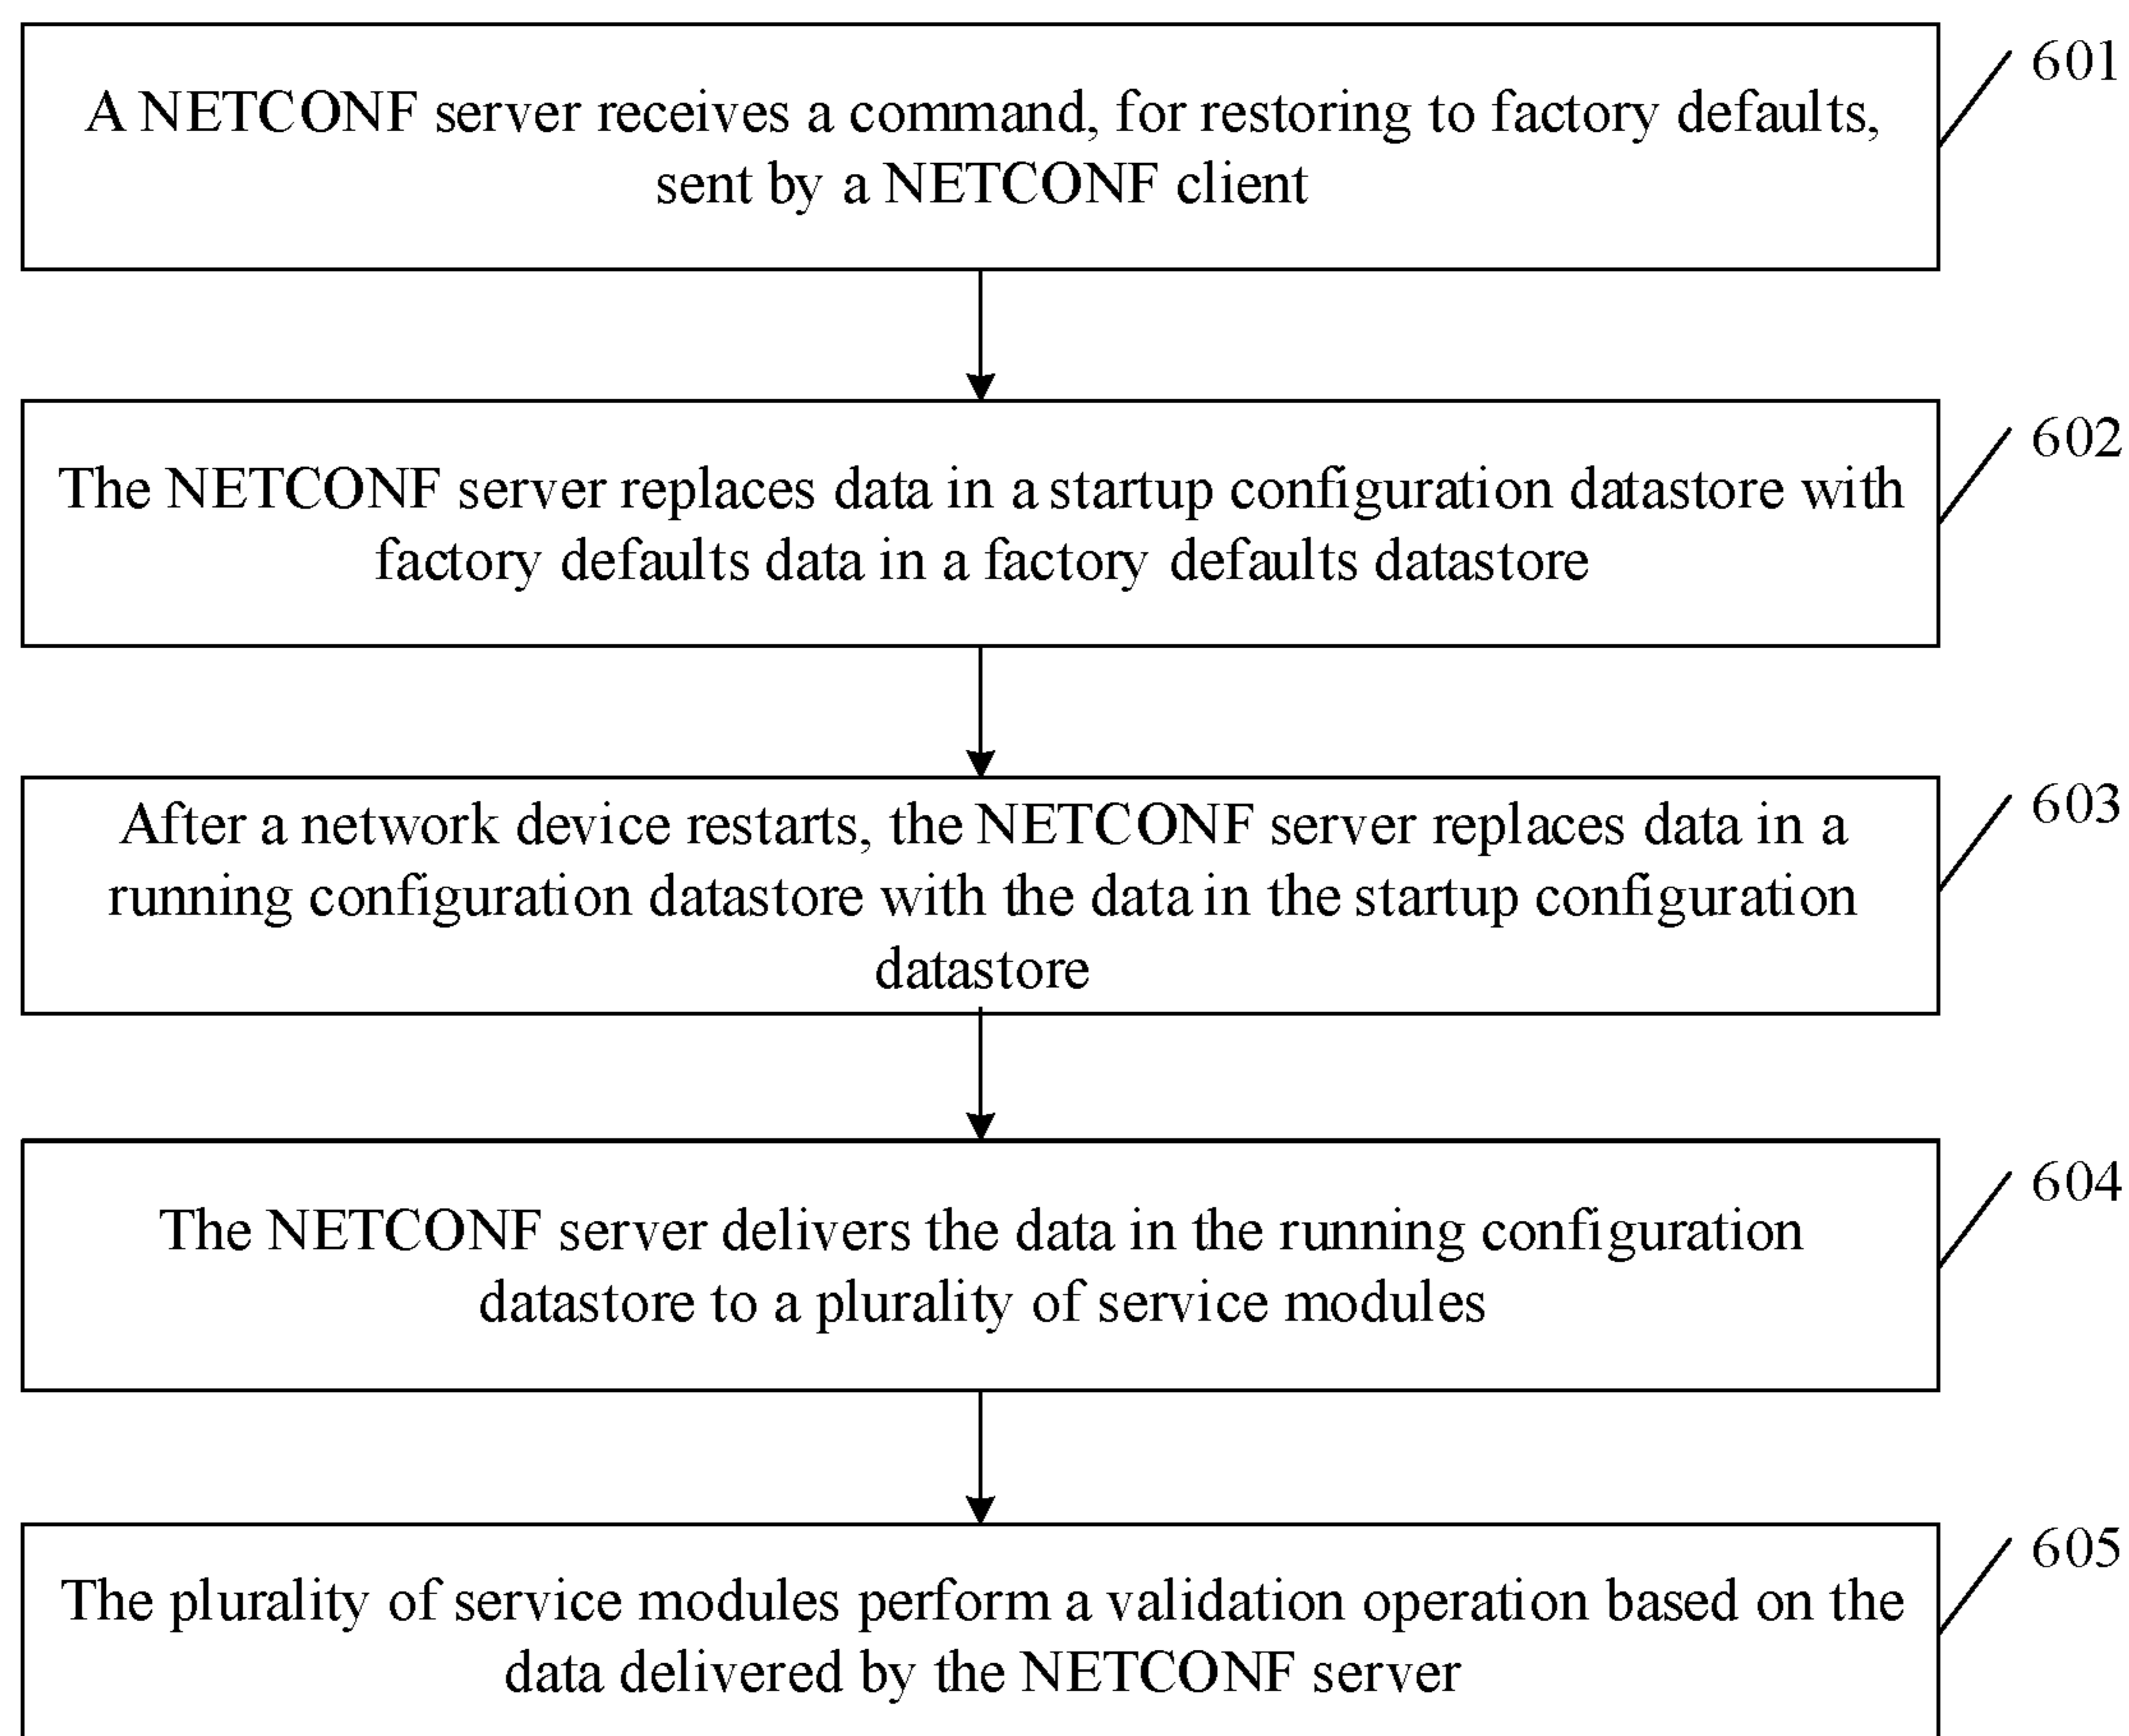 A NETCONF server receives a command, for restoring to factory defaults,
sent by a NETCONF client
601
The NETCONF server replaces data in a startup configuration datastore with
factory defaults data in a factory defaults datastore
602
After a network device restarts, the NETCONF server replaces data in a
running configuration datastore with the data in the startup configuration
datastore
603
The NETCONF server delivers the data in the running configuration
datastore to a plurality of service modules
604
The plurality of service modules perform a validation operation based on the
data delivered by the NETCONF server
605